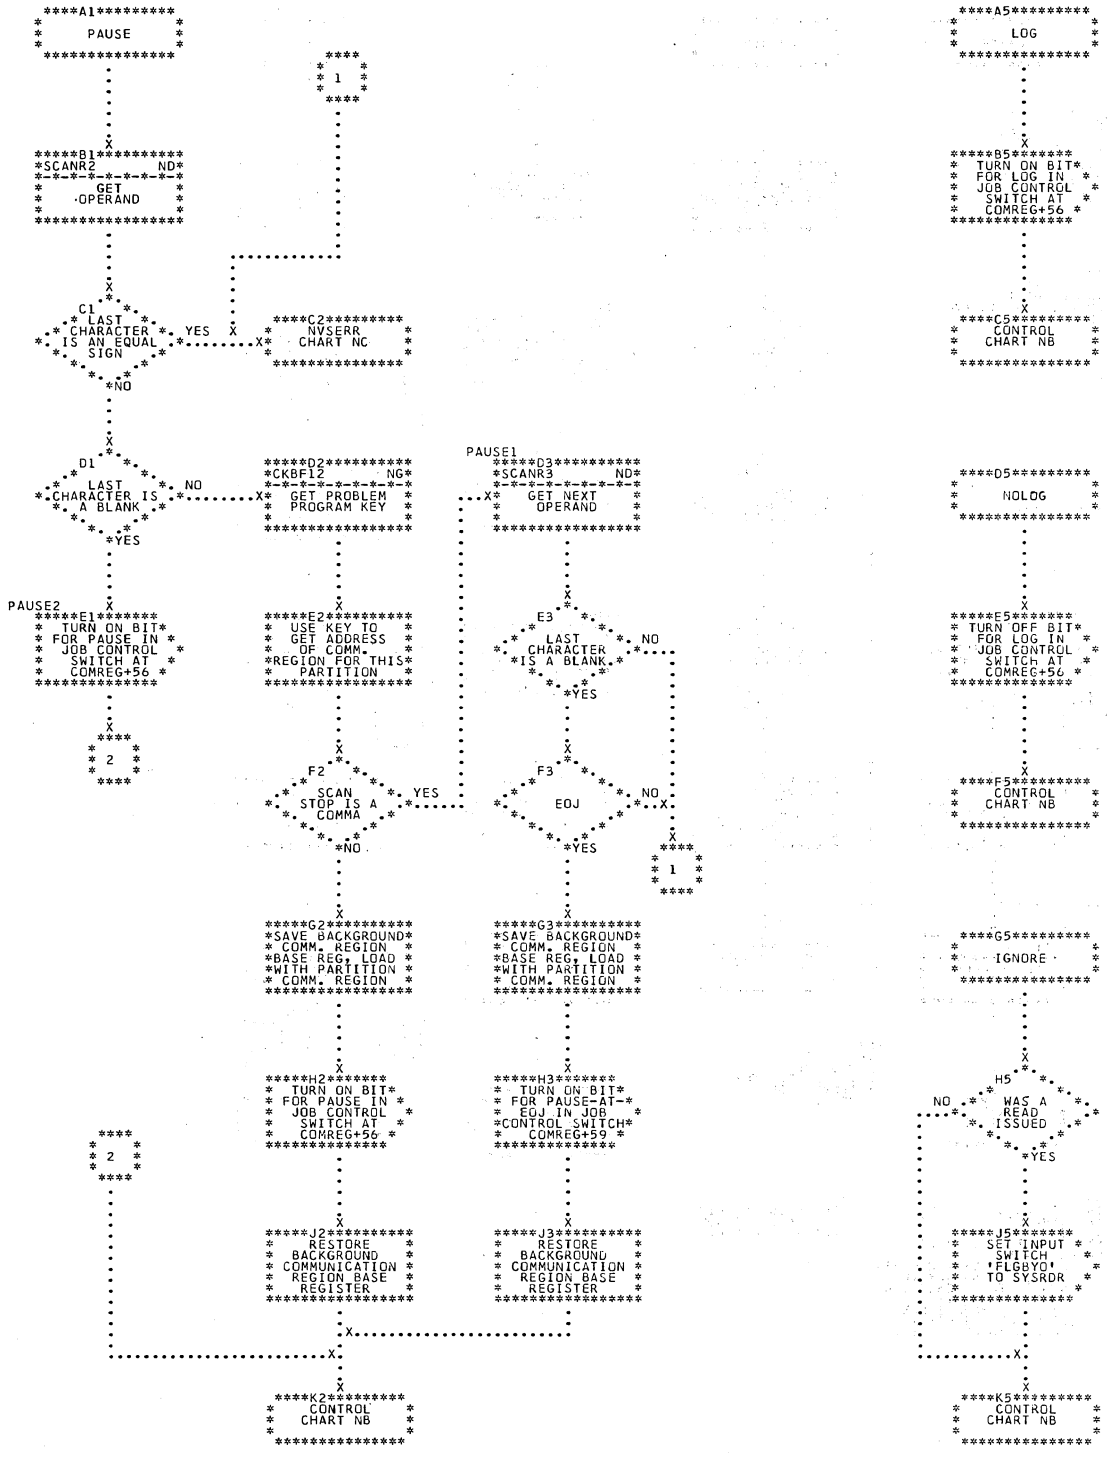 A1
PAUSE
1
B1
SCANR2 ND
GET
OPERAND
C1
LAST
CHARACTER
IS AN EQUAL
SIGN
YES
NO
C2
NVSERR
CHART NC
D1
LAST
CHARACTER IS
A BLANK
NO
YES
D2
CKBF12 NG
GET PROBLEM
PROGRAM KEY
PAUSE1
D3
SCANR3 ND
GET NEXT
OPERAND
PAUSE2
E1
TURN ON BIT
FOR PAUSE IN
JOB CONTROL
SWITCH AT
COMREG+56
2
E2
USE KEY TO
GET ADDRESS
OF COMM.
REGION FOR THIS
PARTITION
E3
LAST
CHARACTER
IS A BLANK
NO
YES
F2
SCAN
STOP IS A
COMMA
YES
NO
F3
EOJ
NO
YES
1
G2
SAVE BACKGROUND
COMM. REGION
BASE REG, LOAD
WITH PARTITION
COMM. REGION
G3
SAVE BACKGROUND
COMM. REGION
BASE REG, LOAD
WITH PARTITION
COMM. REGION
H2
TURN ON BIT
FOR PAUSE IN
JOB CONTROL
SWITCH AT
COMREG+56
H3
TURN ON BIT
FOR PAUSE-AT-
EOJ IN JOB
CONTROL SWITCH
COMREG+59
2
J2
RESTORE
BACKGROUND
COMMUNICATION
REGION BASE
REGISTER
J3
RESTORE
BACKGROUND
COMMUNICATION
REGION BASE
REGISTER
K2
CONTROL
CHART NB
A5
LOG
B5
TURN ON BIT
FOR LOG IN
JOB CONTROL
SWITCH AT
COMREG+56
C5
CONTROL
CHART NB
D5
NOLOG
E5
TURN OFF BIT
FOR LOG IN
JOB CONTROL
SWITCH AT
COMREG+56
F5
CONTROL
CHART NB
G5
IGNORE
H5
WAS A
READ
ISSUED
NO
YES
J5
SET INPUT
SWITCH
'FLGBYO'
TO SYSRDR
K5
CONTROL
CHART NB